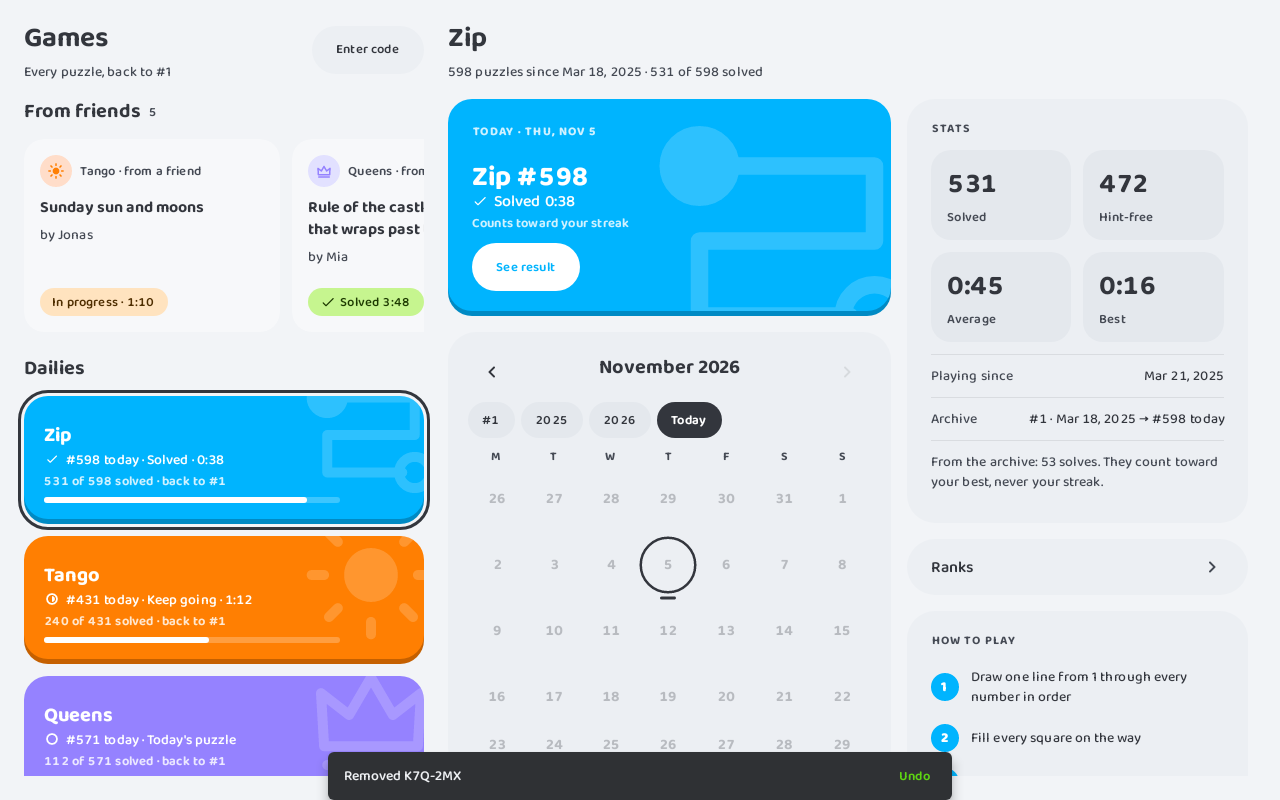 Games
Enter code
Every puzzle, back to #1
From friends 5
Tango · from a friend
Sunday sun and moons
by Jonas
In progress · 1:10
Queens · from
Rule of the
that wraps past
by Mia
Solved 3:48
Dailies
Zip
#598 today · Solved · 0:38
531 of 598 solved · back to #1
Tango
#431 today · Keep going · 1:12
240 of 431 solved · back to #1
Queens
#571 today · Today's puzzle
112 of 571 solved · back to #1
Zip
598 puzzles since Mar 18, 2025 · 531 of 598 solved
TODAY · THU, NOV 5
Zip #598
Solved 0:38
Counts toward your streak
See result
November 2026
#1 2025 2026 Today
M T W T F S S
26 27 28 29 30 31 1
2 3 4 5 6 7 8
9 10 11 12 13 14 15
16 17 18 19 20 21 22
23 24 25 26 27 28 29
STATS
531
Solved
472
Hint-free
0:45
Average
0:16
Best
Playing since Mar 21, 2025
Archive #1 · Mar 18, 2025 → #598 today
From the archive: 53 solves. They count toward
your best, never your streak.
Ranks
HOW TO PLAY
1 Draw one line from 1 through every
number in order
2 Fill every square on the way
Removed K7Q-2MX
Undo